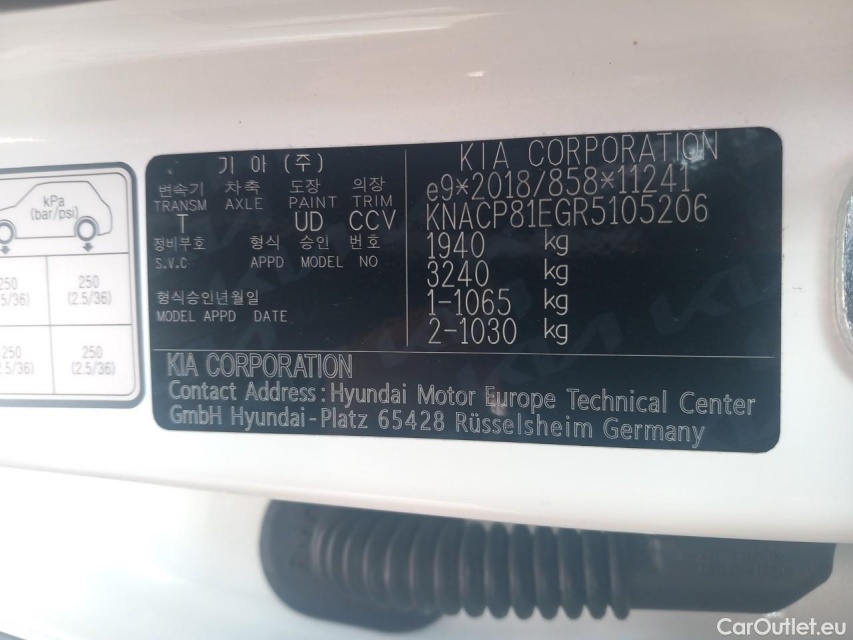 kPa
(bar/psi)
250
250
(2.5/36)
250
250
(2.5/36)
기아 (주)
변속기 차축 도장 의장
TRANSM AXLE PAINT TRIM
T UD CCV
정비부호 형식 승인 번호
S.V.C APPD MODEL NO
형식승인년월일
MODEL APPD DATE
KIA CORPORATION
e9*2018/858*11241
KNACP81EGR5105206
1940 kg
3240 kg
1-1065 kg
2-1030 kg
KIA CORPORATION
Contact Address : Hyundai Motor Europe Technical Center
GmbH Hyundai-Platz 65428 Rüsselsheim Germany
CarOutlet.eu